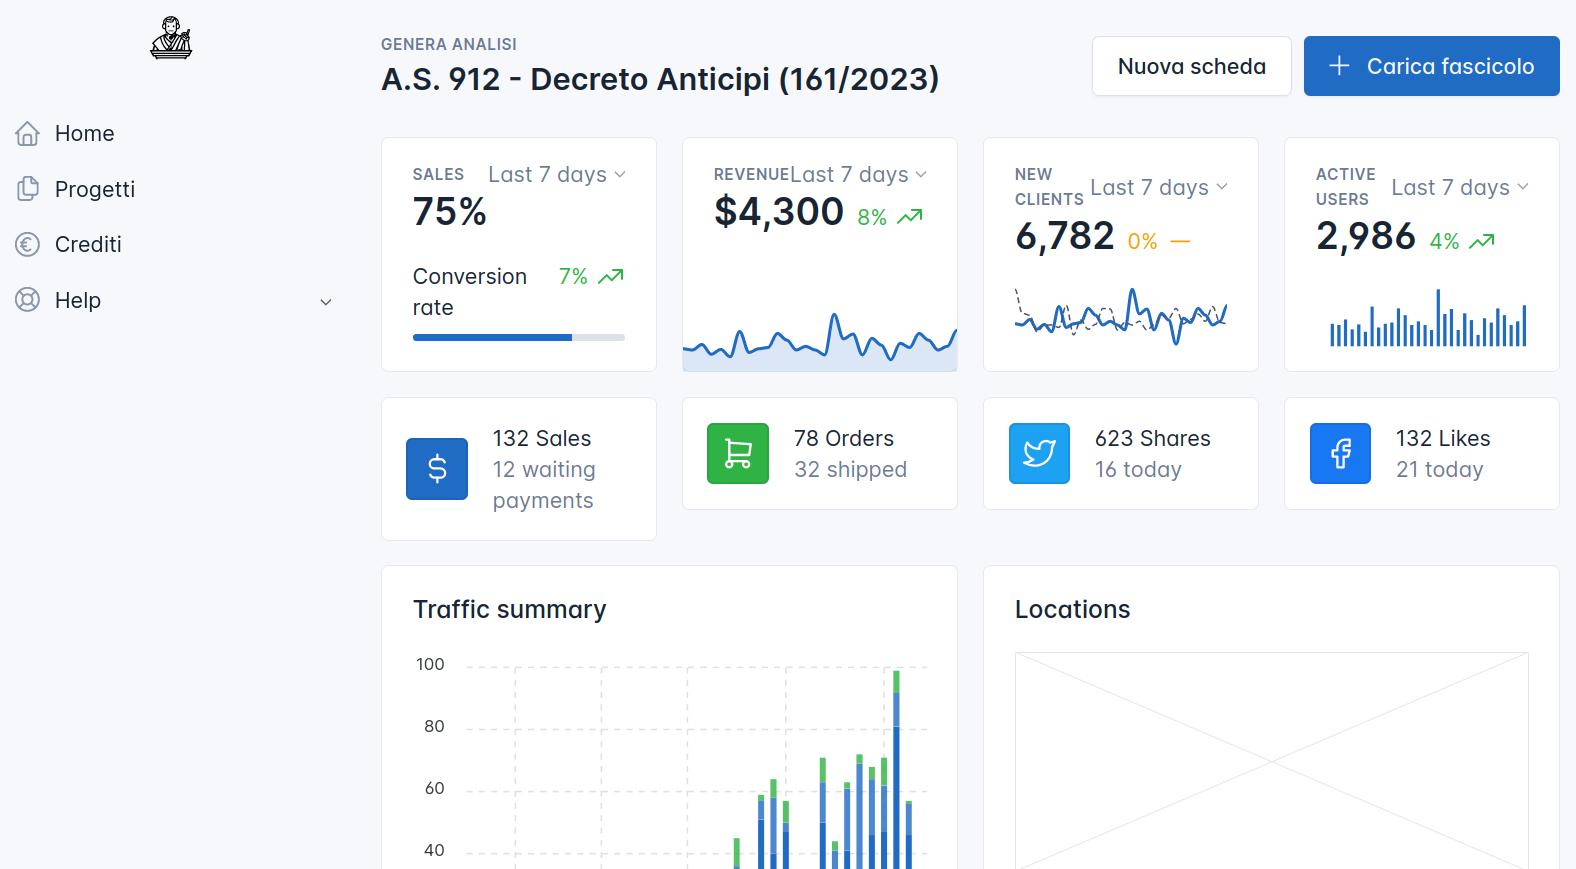 GENERA ANALISI
A.S. 912 - Decreto Anticipi (161/2023)
Nuova scheda
Carica fascicolo
Home
Progetti
Crediti
Help
SALES
Last 7 days
75%
Conversion
rate
7%
REVENUE
Last 7 days
$4,300
8%
NEW
CLIENTS
Last 7 days
6,782
0%
ACTIVE
USERS
Last 7 days
2,986
4%
132 Sales
12 waiting
payments
78 Orders
32 shipped
623 Shares
16 today
132 Likes
21 today
Traffic summary
100
80
60
40
Locations